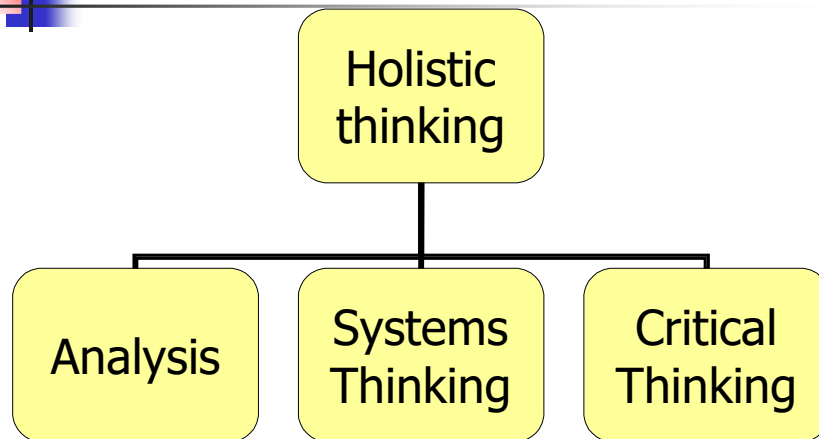 Holistic
thinking
Analysis
Systems
Thinking
Critical
Thinking